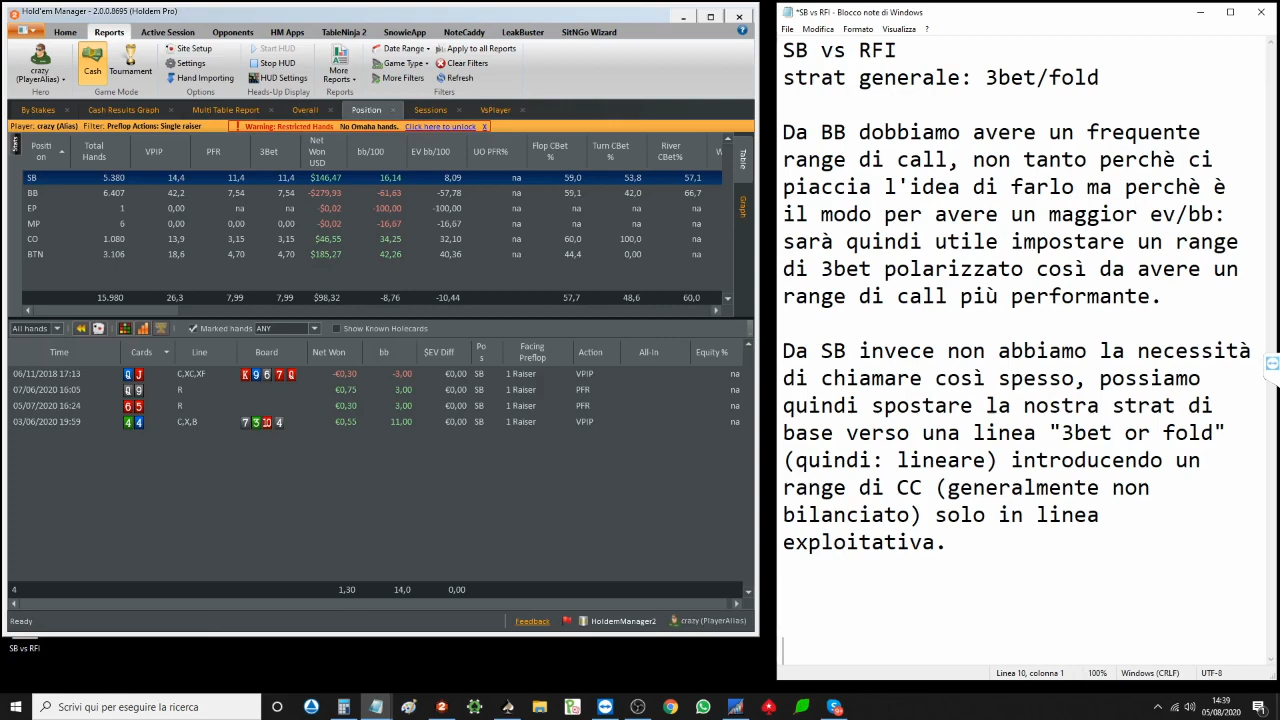 Hold'em Manager - 2.0.0.8695 (Holdem Pro)
Home Reports Active Session Opponents HM Apps TableNinja 2 SnowieApp NoteCaddy LeakBuster SitNGo Wizard
crazy (PlayerAlias)
Cash Tournament
Game Mode
Site Setup
Settings
Hand Importing
Options
Start HUD
Stop HUD
HUD Settings
Heads-Up Display
More Reports
Reports
Date Range
Game Type
More Filters
Apply to all Reports
Clear Filters
Refresh
Filters
By Stakes Cash Results Graph Multi Table Report Overall Position Sessions VsPlayer
Player: crazy (Alias) Filter: Preflop Actions: Single raiser ! Warning: Restricted Hands No Omaha hands. Click here to unlock X
Stats
Positi on Total Hands VPIP PFR 3Bet Net Won USD bb/100 EV bb/100 UO PFR% Flop CBet % Turn CBet % River CBet% W
SB 5.380 14,4 11,4 11,4 $146,47 16,14 8,09 na 59,0 53,8 57,1
BB 6.407 42,2 7,54 7,54 -$279,93 -61,63 -57,78 na 59,1 42,9 66,7
EP 1 0,00 na na -$0,02 -100,00 -100,00 na na na na
MP 6 0,00 0,00 0,00 -$0,02 -16,67 -16,67 na na na na
CO 1.080 13,9 3,15 3,15 $46,55 34,25 32,10 na 60,0 100,0 na
BTN 3.106 18,6 4,70 4,70 $185,27 42,26 40,36 na 44,4 0,00 na
15.980 26,3 7,99 7,99 $98,32 -8,76 -10,44 57,7 48,6 60,0
Table
Graph
All hands Marked hands ANY Show Known Holecards
Time Cards Line Board Net Won bb $EV Diff Po s Facing Preflop Action All-In Equity %
06/11/2018 17:13 Q J C,XC,XF K 9 6 7 Q -€0,30 -3,00 €0,00 SB 1 Raiser VPIP na
07/06/2020 16:05 Q 9 R €0,75 3,00 €0,00 SB 1 Raiser PFR na
05/07/2020 16:24 6 5 R €0,30 3,00 €0,00 SB 1 Raiser PFR na
03/06/2020 19:59 4 4 C,X,B 7 3 10 4 €0,55 11,00 €0,00 SB 1 Raiser VPIP na
4 1,30 14,0 0,00
Ready Feedback HoldemManager2 crazy (PlayerAlias)
SB vs RFI
*SB vs RFI - Blocco note di Windows
File Modifica Formato Visualizza ?
SB vs RFI
strat generale: 3bet/fold
Da BB dobbiamo avere un frequente
range di call, non tanto perchè ci
piaccia l'idea di farlo ma perchè è
il modo per avere un maggior ev/bb:
sarà quindi utile impostare un range
di 3bet polarizzato così da avere un
range di call più performante.
Da SB invece non abbiamo la necessità
di chiamare così spesso, possiamo
quindi spostare la nostra strat di
base verso una linea "3bet or fold"
(quindi: lineare) introducendo un
range di CC (generalmente non
bilanciato) solo in linea
exploitativa.
Linea 10, colonna 1 100% Windows (CRLF) UTF-8
Scrivi qui per eseguire la ricerca
14:39
05/08/2020